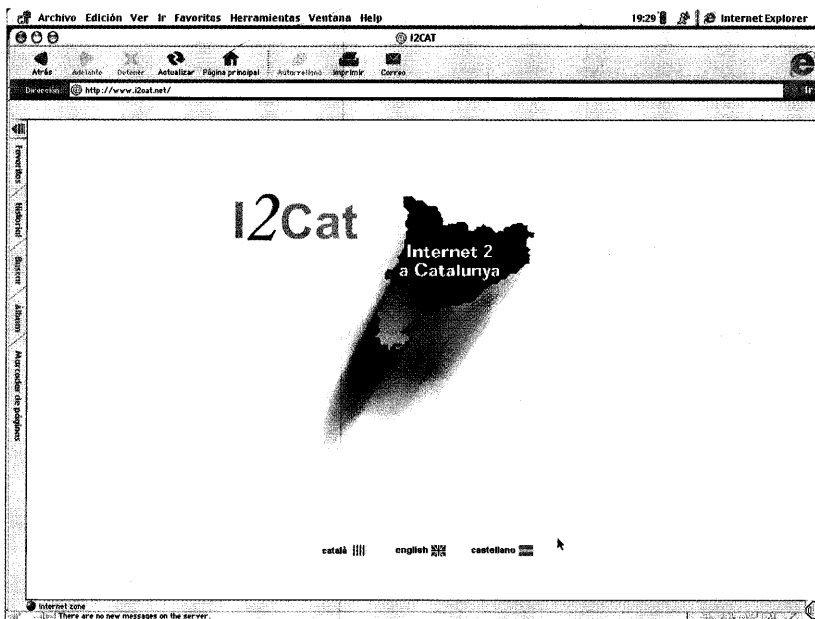 Archivo Edición Ver Ir Favoritos Herramientas Ventana Help 19:29 Internet Explorer
I2CAT
Atrás Adelante Detener Actualizar Página principal Autorrelleno Imprimir Correo
Dirección: http://www.i2cat.net/ Ir
Favoritos
Historial
Buscar
Álbum
Marcador de páginas
I2Cat
Internet 2
a Catalunya
català english castellano
Internet zone
There are no new messages on the server.